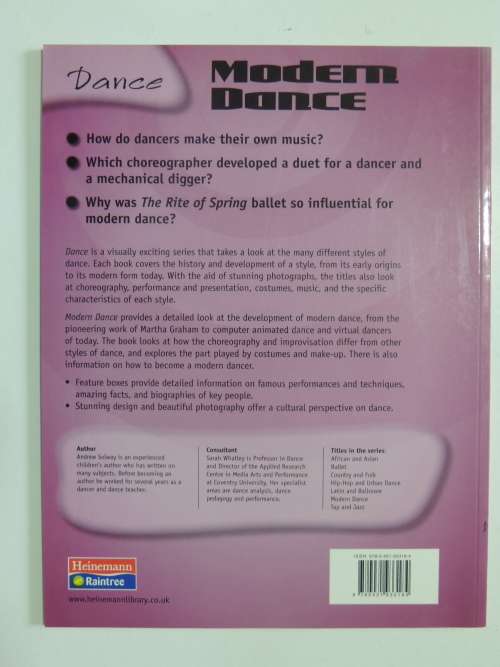 Dance
Modern
Dance
How do dancers make their own music?
Which choreographer developed a duet for a dancer and
a mechanical digger?
Why was The Rite of Spring ballet so influential for
modern dance?
Dance is a visually exciting series that takes a look at the many different styles of
dance. Each book covers the history and development of a style, from its early origins
to its modern form today. With the aid of stunning photographs, the titles also look
at choreography, performance and presentation, costumes, music, and the specific
characteristics of each style.
Modern Dance provides a detailed look at the development of modern dance, from the
pioneering work of Martha Graham to computer animated dance and virtual dancers
of today. The book looks at how the choreography and improvisation differ from other
styles of dance, and explores the part played by costumes and make-up. There is also
information on how to become a modern dancer.
• Feature boxes provide detailed information on famous performances and techniques,
amazing facts, and biographies of key people.
• Stunning design and beautiful photography offer a cultural perspective on dance.
Author
Andrew Solway is an experienced
children's author who has written on
many subjects. Before becoming an
author he worked for several years as a
dancer and dance teacher.
Consultant
Sarah Whatley is Professor in Dance
and Director of the Applied Research
Centre in Media Arts and Performance
at Coventry University. Her specialist
areas are dance analysis, dance
pedagogy and performance.
Titles in the series:
African and Asian
Ballet
Country and Folk
Hip-Hop and Urban Dance
Latin and Ballroom
Modern Dance
Tap and Jazz
Heinemann
Raintree
www.heinemannlibrary.co.uk
ISBN